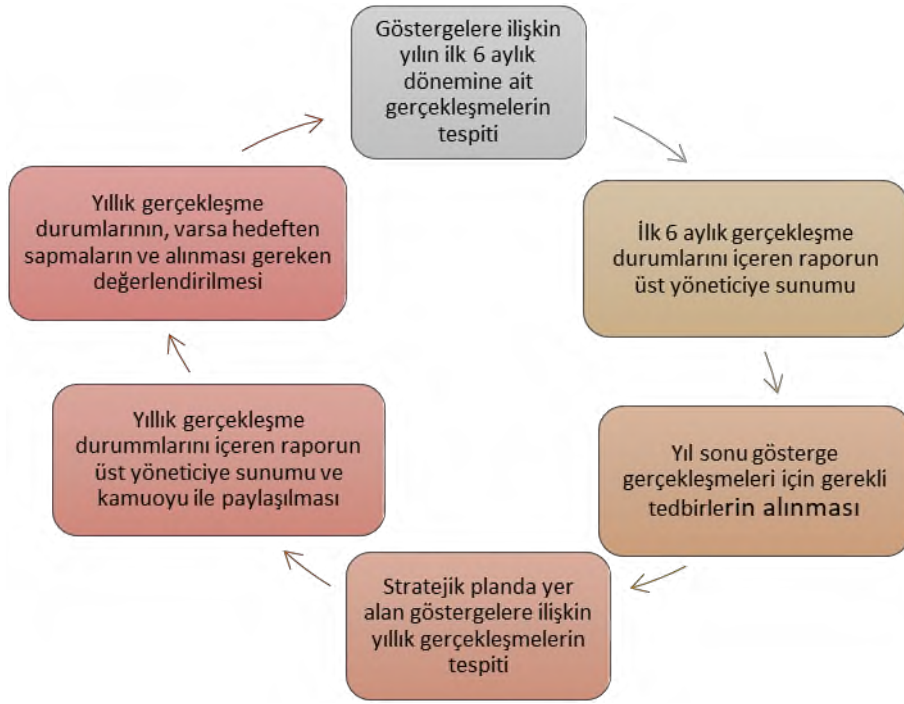 Göstergelere ilişkin
yılın ilk 6 aylık
dönemine ait
gerçekleşmelerin
tespiti
İlk 6 aylık gerçekleşme
durumlarını içeren raporun
üst yöneticiye sunumu
Yıl sonu gösterge
gerçekleşmeleri için gerekli
tedbirlerin alınması
Stratejik planda yer
alan göstergelere ilişkin
yıllık gerçekleşmelerin
tespiti
Yıllık gerçekleşme
durummlarını içeren raporun
üst yöneticiye sunumu ve
kamuoyu ile paylaşılması
Yıllık gerçekleşme
durumlarının, varsa hedeften
sapmaların ve alınması gereken
değerlendirilmesi